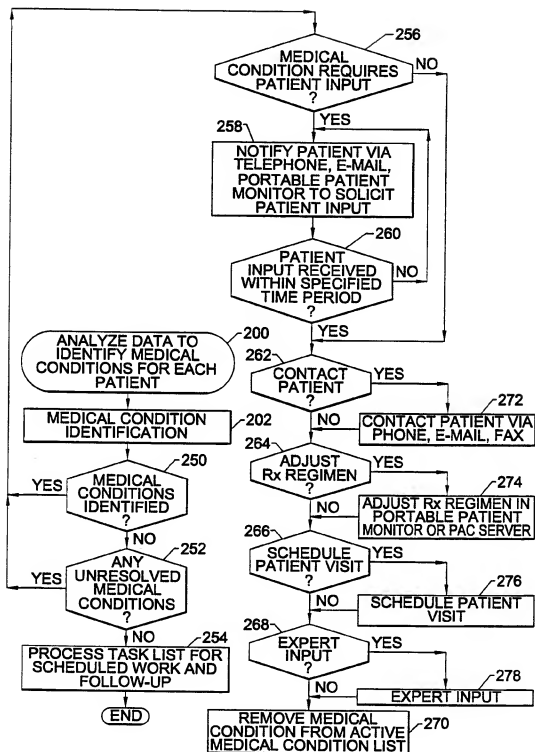 256
MEDICAL
CONDITION REQUIRES
PATIENT INPUT
?
NO
YES
258
NOTIFY PATIENT VIA
TELEPHONE, E-MAIL,
PORTABLE PATIENT
MONITOR TO SOLICIT
PATIENT INPUT
260
PATIENT
INPUT RECEIVED
WITHIN SPECIFIED
TIME PERIOD
?
NO
YES
ANALYZE DATA TO
IDENTIFY MEDICAL
CONDITIONS FOR EACH
PATIENT
200
MEDICAL CONDITION
IDENTIFICATION
202
250
MEDICAL
CONDITIONS
IDENTIFIED
?
YES
NO
252
ANY
UNRESOLVED
MEDICAL
CONDITIONS
?
YES
NO
254
PROCESS TASK LIST FOR
SCHEDULED WORK AND
FOLLOW-UP
END
262
CONTACT
PATIENT
?
YES
NO
272
CONTACT PATIENT VIA
PHONE, E-MAIL, FAX
264
ADJUST
Rx REGIMEN
?
YES
NO
274
ADJUST Rx REGIMEN IN
PORTABLE PATIENT
MONITOR OR PAC SERVER
266
SCHEDULE
PATIENT VISIT
?
YES
NO
276
SCHEDULE PATIENT
VISIT
268
EXPERT
INPUT
?
YES
NO
278
EXPERT INPUT
REMOVE MEDICAL
CONDITION FROM ACTIVE
MEDICAL CONDITION LIST
270